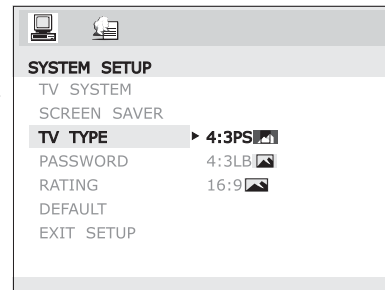 SYSTEM SETUP
TV SYSTEM
SCREEN SAVER
TV TYPE 4:3PS
PASSWORD 4:3LB
RATING 16:9
DEFAULT
EXIT SETUP